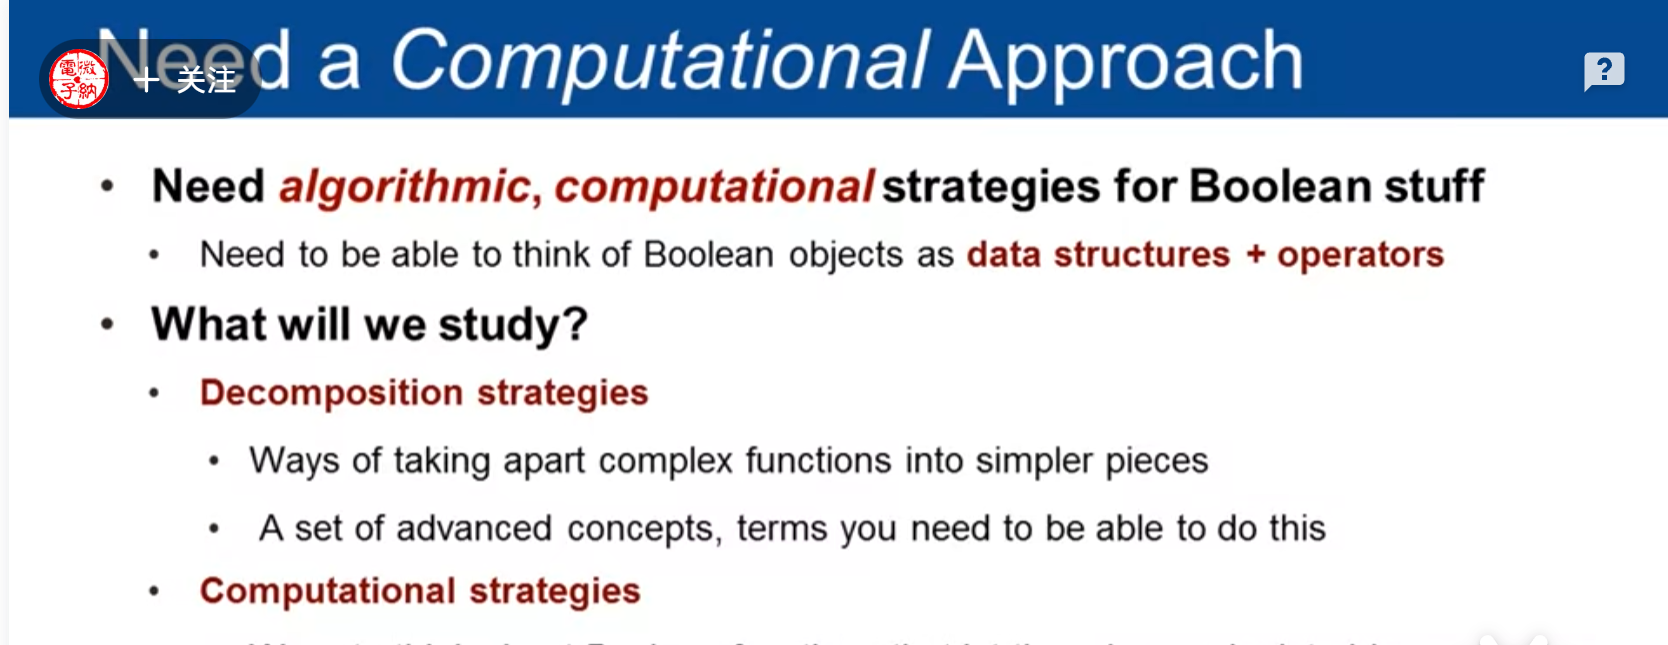 Need a Computational Approach
電微子納
+ 关注
?
• Need algorithmic, computational strategies for Boolean stuff
• Need to be able to think of Boolean objects as data structures + operators
• What will we study?
• Decomposition strategies
• Ways of taking apart complex functions into simpler pieces
• A set of advanced concepts, terms you need to be able to do this
• Computational strategies